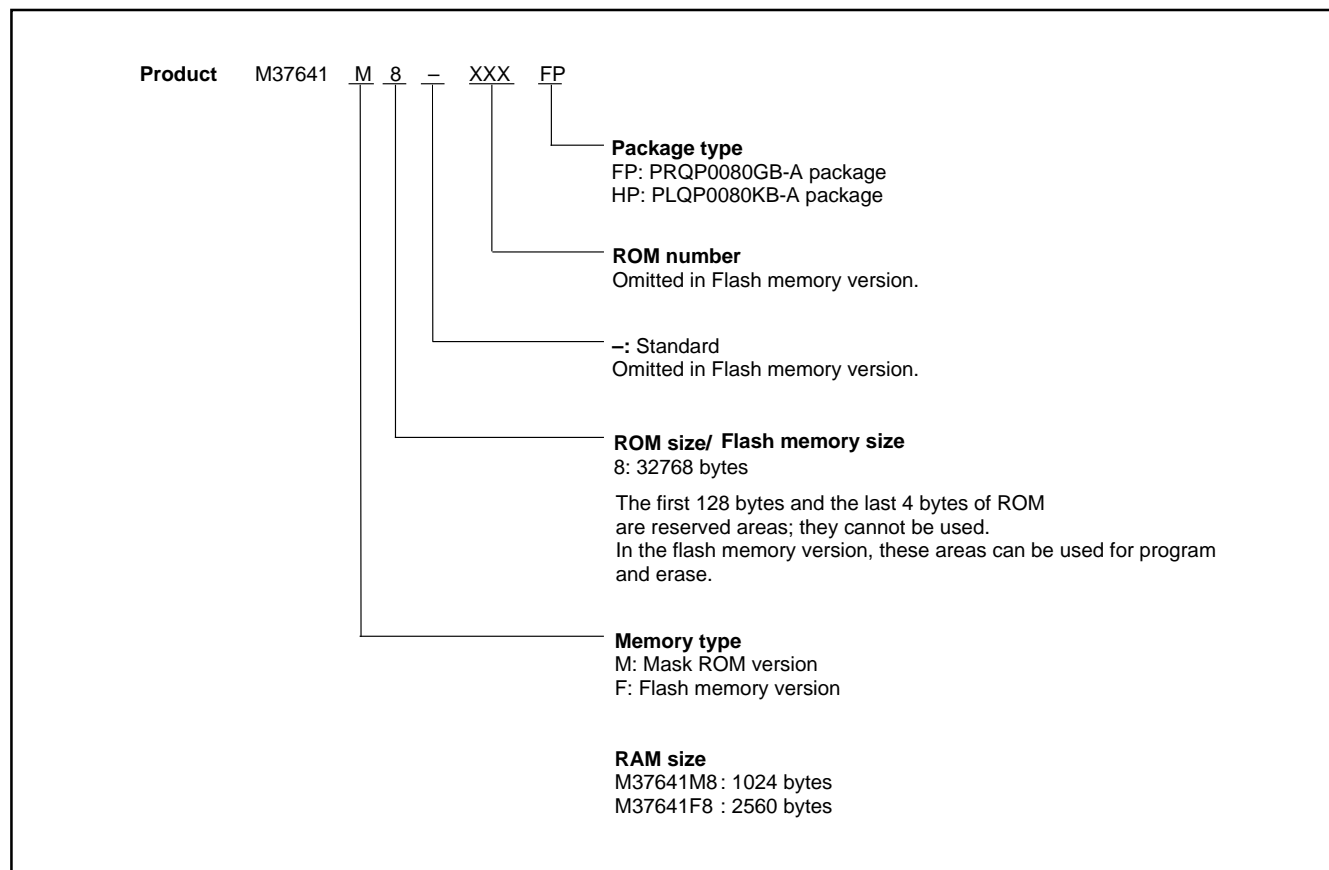 Product M37641 M 8 – XXX FP
Package type
FP: PRQP0080GB-A package
HP: PLQP0080KB-A package
ROM number
Omitted in Flash memory version.
–: Standard
Omitted in Flash memory version.
ROM size/ Flash memory size
8: 32768 bytes
The first 128 bytes and the last 4 bytes of ROM
are reserved areas; they cannot be used.
In the flash memory version, these areas can be used for program
and erase.
Memory type
M: Mask ROM version
F: Flash memory version
RAM size
M37641M8 : 1024 bytes
M37641F8 : 2560 bytes